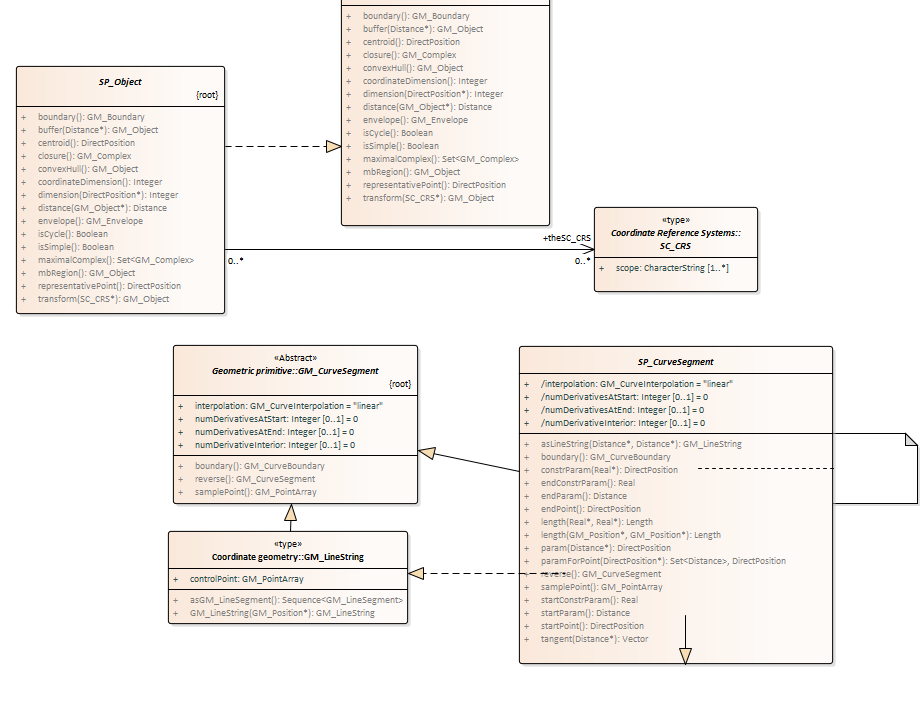 + boundary(): GM_Boundary
+ buffer(Distance*): GM_Object
+ centroid(): DirectPosition
+ closure(): GM_Complex
+ convexHull(): GM_Object
+ coordinateDimension(): Integer
+ dimension(DirectPosition*): Integer
+ distance(GM_Object*): Distance
+ envelope(): GM_Envelope
+ isCycle(): Boolean
+ isSimple(): Boolean
+ maximalComplex(): Set<GM_Complex>
+ mbRegion(): GM_Object
+ representativePoint(): DirectPosition
+ transform(SC_CRS*): GM_Object
SP_Object
{root}
+ boundary(): GM_Boundary
+ buffer(Distance*): GM_Object
+ centroid(): DirectPosition
+ closure(): GM_Complex
+ convexHull(): GM_Object
+ coordinateDimension(): Integer
+ dimension(DirectPosition*): Integer
+ distance(GM_Object*): Distance
+ envelope(): GM_Envelope
+ isCycle(): Boolean
+ isSimple(): Boolean
+ maximalComplex(): Set<GM_Complex>
+ mbRegion(): GM_Object
+ representativePoint(): DirectPosition
+ transform(SC_CRS*): GM_Object
0..*
+theSC_CRS
0..*
«type»
Coordinate Reference Systems::
SC_CRS
+ scope: CharacterString [1..*]
«Abstract»
Geometric primitive::GM_CurveSegment
{root}
+ interpolation: GM_CurveInterpolation = "linear"
+ numDerivativesAtStart: Integer [0..1] = 0
+ numDerivativesAtEnd: Integer [0..1] = 0
+ numDerivativeInterior: Integer [0..1] = 0
+ boundary(): GM_CurveBoundary
+ reverse(): GM_CurveSegment
+ samplePoint(): GM_PointArray
«type»
Coordinate geometry::GM_LineString
+ controlPoint: GM_PointArray
+ asGM_LineSegment(): Sequence<GM_LineSegment>
+ GM_LineString(GM_Position*): GM_LineString
SP_CurveSegment
+ /interpolation: GM_CurveInterpolation = "linear"
+ /numDerivativesAtStart: Integer [0..1] = 0
+ /numDerivativesAtEnd: Integer [0..1] = 0
+ /numDerivativeInterior: Integer [0..1] = 0
+ asLineString(Distance*, Distance*): GM_LineString
+ boundary(): GM_CurveBoundary
+ constrParam(Real*): DirectPosition
+ endConstrParam(): Real
+ endParam(): Distance
+ endPoint(): DirectPosition
+ length(Real*, Real*): Length
+ length(GM_Position*, GM_Position*): Length
+ param(Distance*): DirectPosition
+ paramForPoint(DirectPosition*): Set<Distance>, DirectPosition
+ reverse(): GM_CurveSegment
+ samplePoint(): GM_PointArray
+ startConstrParam(): Real
+ startParam(): Distance
+ startPoint(): DirectPosition
+ tangent(Distance*): Vector